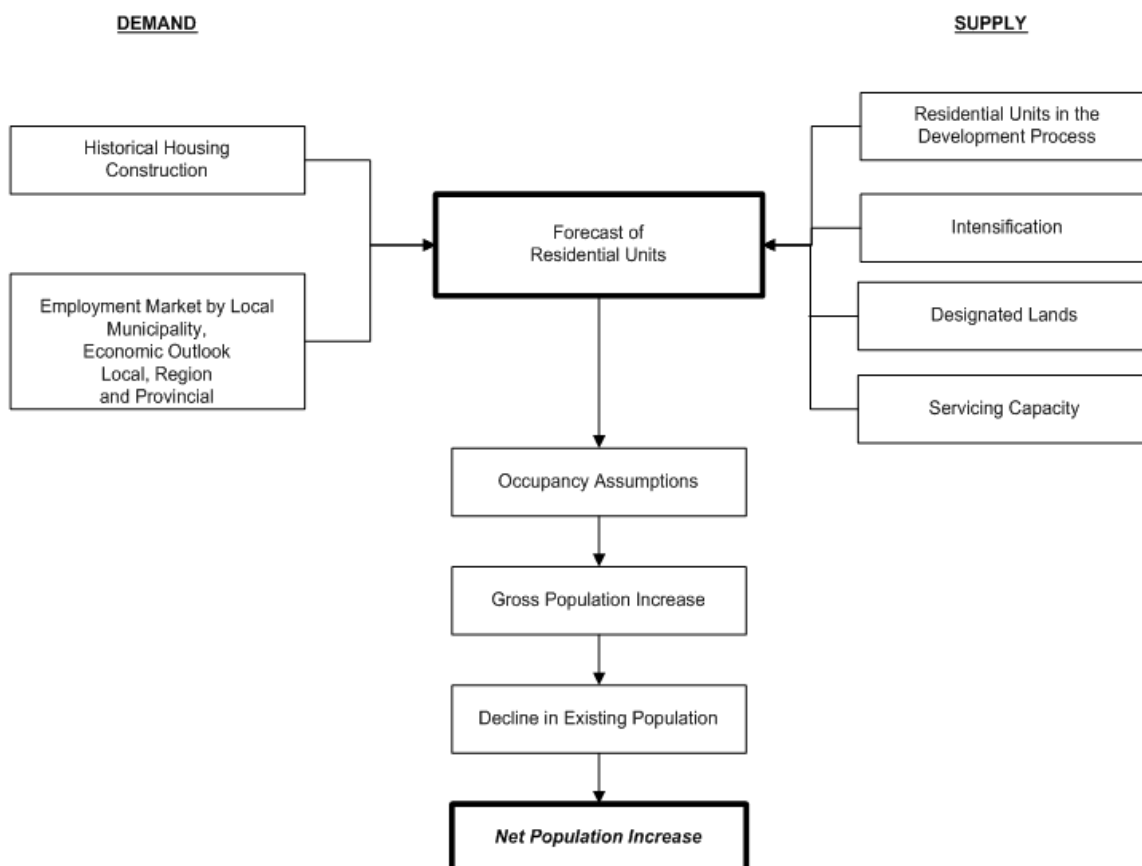 DEMAND
SUPPLY
Historical Housing
Construction
Employment Market by Local
Municipality,
Economic Outlook
Local, Region
and Provincial
Forecast of
Residential Units
Residential Units in the
Development Process
Intensification
Designated Lands
Servicing Capacity
Occupancy Assumptions
Gross Population Increase
Decline in Existing Population
Net Population Increase